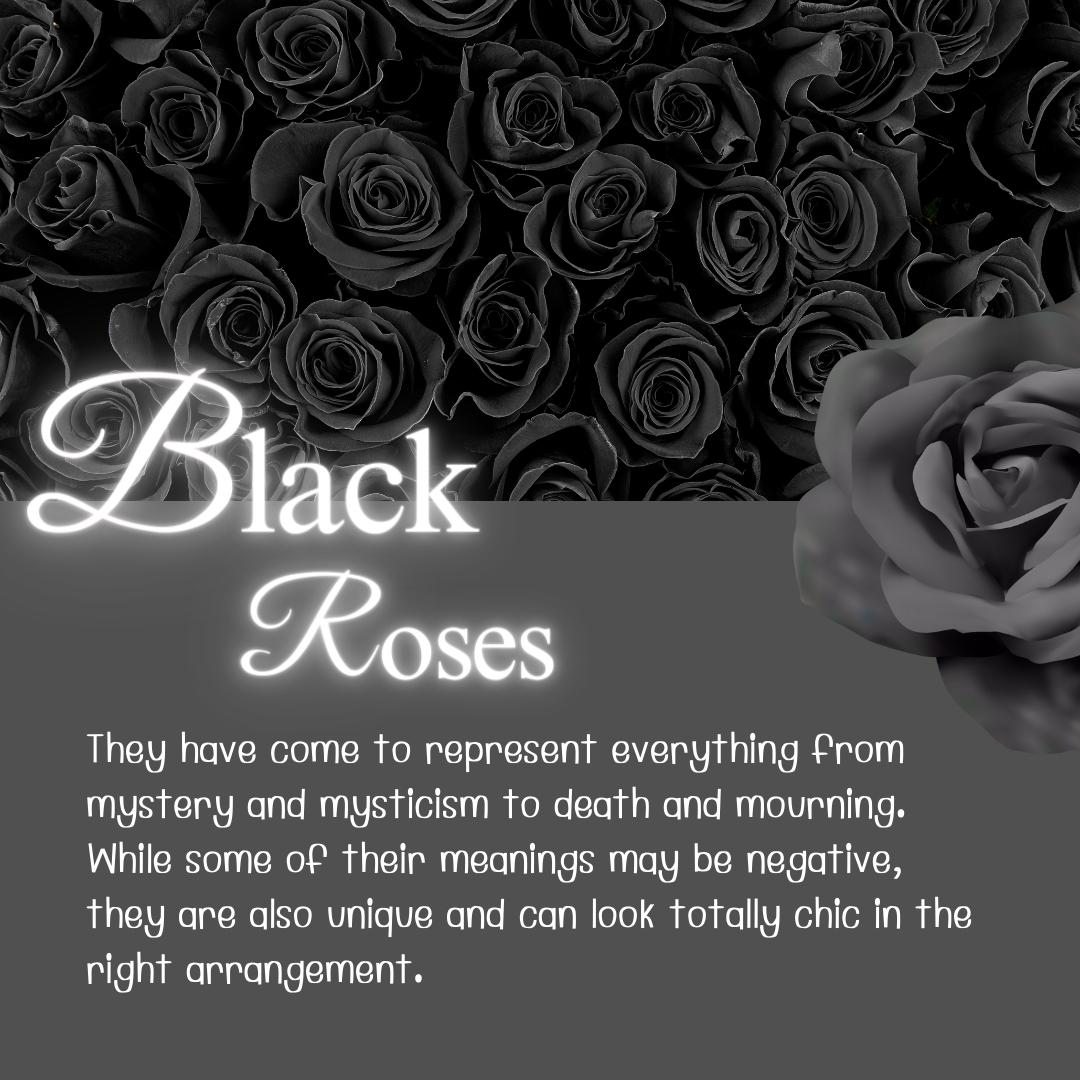 Black
Roses
They have come to represent everything from
mystery and mysticism to death and mourning.
While some of their meanings may be negative,
they are also unique and can look totally chic in the
right arrangement.